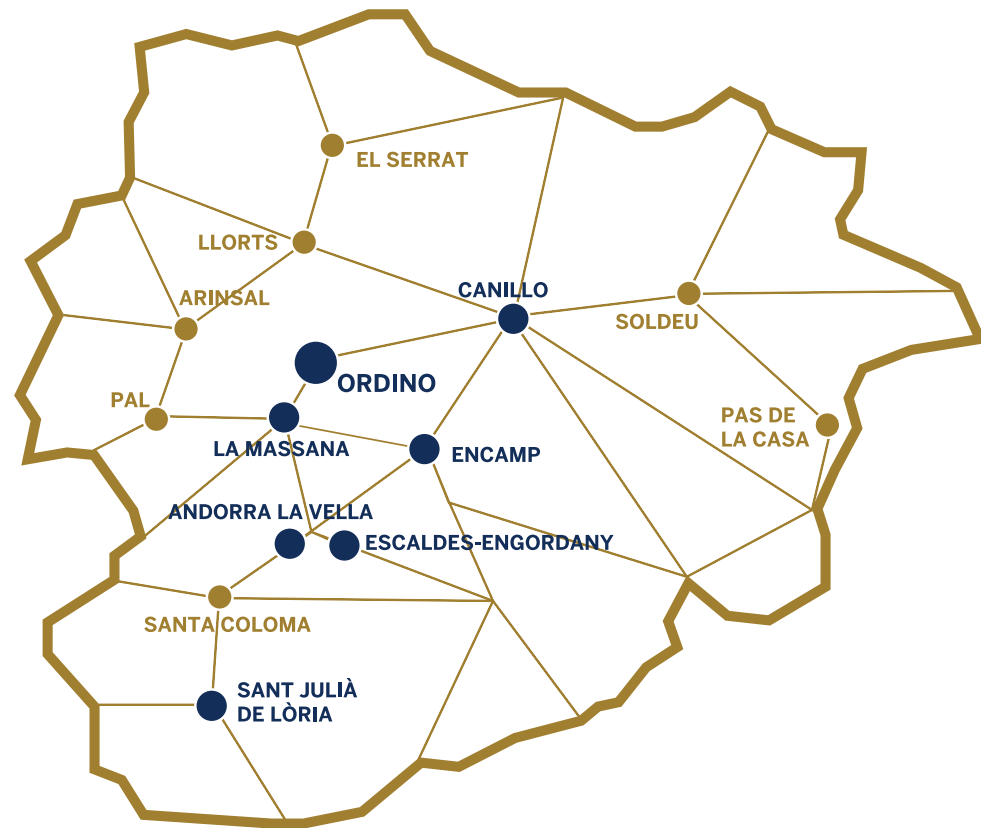 EL SERRAT
LLORTS
CANILLO
ARINSAL
SOLDEU
ORDINO
PAL
PAS DE
LA CASA
LA MASSANA
ENCAMP
ANDORRA LA VELLA
ESCALDES-ENGORDANY
SANTA COLOMA
SANT JULIÀ
DE LÒRIA